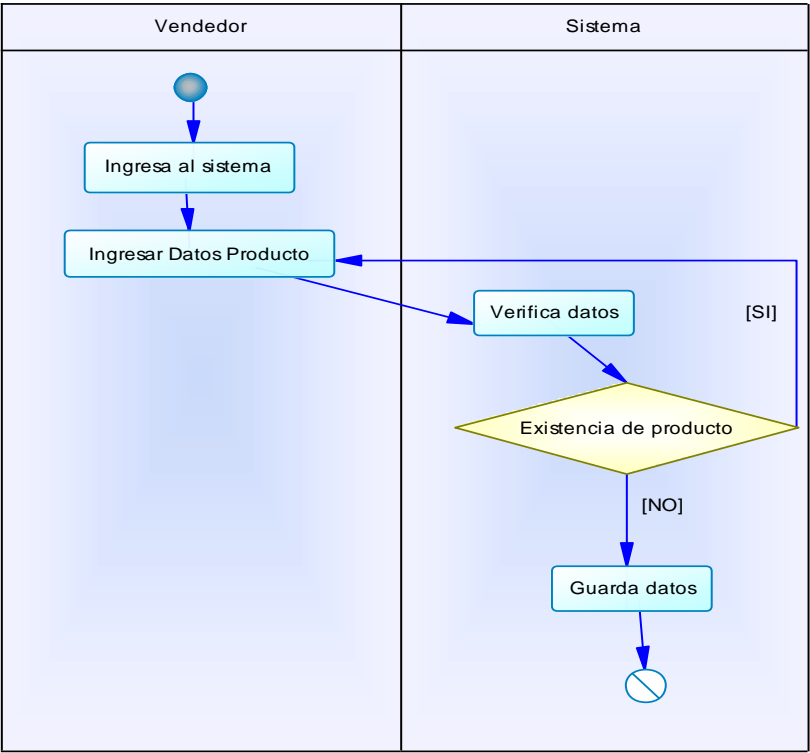 Vendedor
Sistema
Ingresa al sistema
Ingresar Datos Producto
Verifica datos
[SI]
Existencia de producto
[NO]
Guarda datos